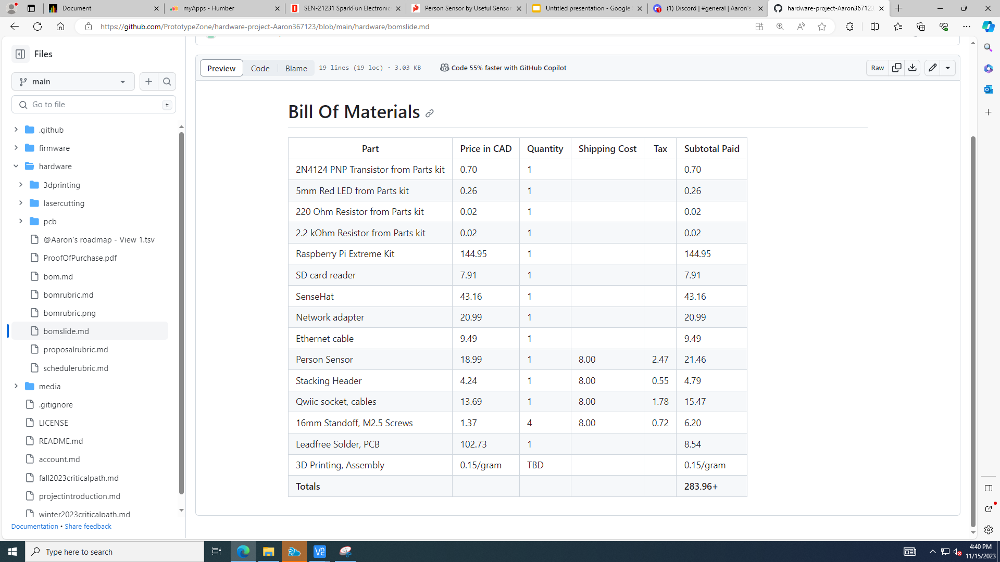 Document
myApps - Humber
SEN-21231 SparkFun Electronic
Person Sensor by Useful Sensor
Untitled presentation - Google
(1) Discord | #general | Aaron's
hardware-project-Aaron367123
https://github.com/PrototypeZone/hardware-project-Aaron367123/blob/main/hardware/bomslide.md
Files
main
Go to file
t
.github
firmware
hardware
3dprinting
lasercutting
pcb
@Aaron's roadmap - View 1.tsv
ProofOfPurchase.pdf
bom.md
bomrubric.md
bomrubric.png
bomslide.md
proposalrubric.md
schedulerubric.md
media
.gitignore
LICENSE
README.md
account.md
fall2023criticalpath.md
projectintroduction.md
winter2023criticalpath.md
Documentation • Share feedback
Preview Code Blame 19 lines (19 loc) · 3.03 KB Code 55% faster with GitHub Copilot Raw
Bill Of Materials
Part Price in CAD Quantity Shipping Cost Tax Subtotal Paid
2N4124 PNP Transistor from Parts kit 0.70 1 0.70
5mm Red LED from Parts kit 0.26 1 0.26
220 Ohm Resistor from Parts kit 0.02 1 0.02
2.2 kOhm Resistor from Parts kit 0.02 1 0.02
Raspberry Pi Extreme Kit 144.95 1 144.95
SD card reader 7.91 1 7.91
SenseHat 43.16 1 43.16
Network adapter 20.99 1 20.99
Ethernet cable 9.49 1 9.49
Person Sensor 18.99 1 8.00 2.47 21.46
Stacking Header 4.24 1 8.00 0.55 4.79
Qwiic socket, cables 13.69 1 8.00 1.78 15.47
16mm Standoff, M2.5 Screws 1.37 4 8.00 0.72 6.20
Leadfree Solder, PCB 102.73 1 8.54
3D Printing, Assembly 0.15/gram TBD 0.15/gram
Totals 283.96+
Type here to search
4:40 PM
11/15/2023